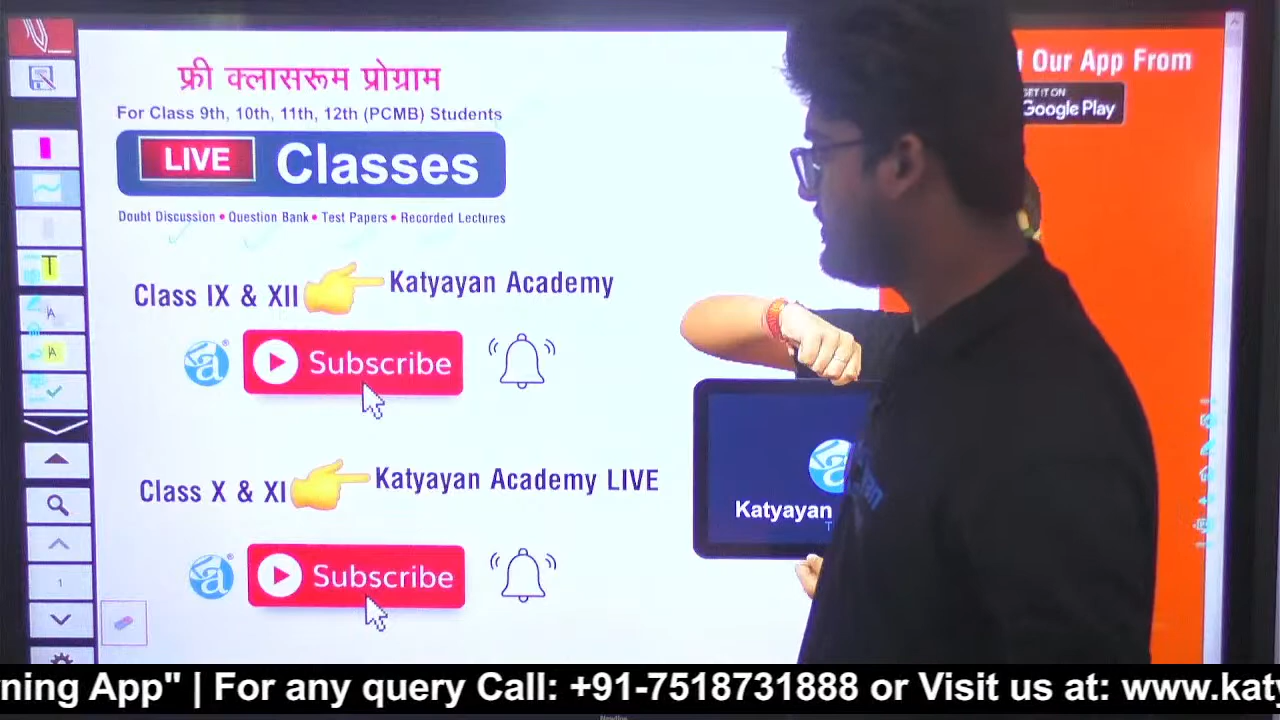 फ्री क्लासरूम प्रोग्राम
For Class 9th, 10th, 11th, 12th (PCMB) Students
LIVE Classes
Doubt Discussion • Question Bank • Test Papers • Recorded Lectures
Class IX & XII Katyayan Academy
Subscribe
Class X & XI Katyayan Academy LIVE
Subscribe
Our App From
GET IT ON
Google Play
Katyayan
T
A
A
1
ning App" | For any query Call: +91-7518731888 or Visit us at: www.katy